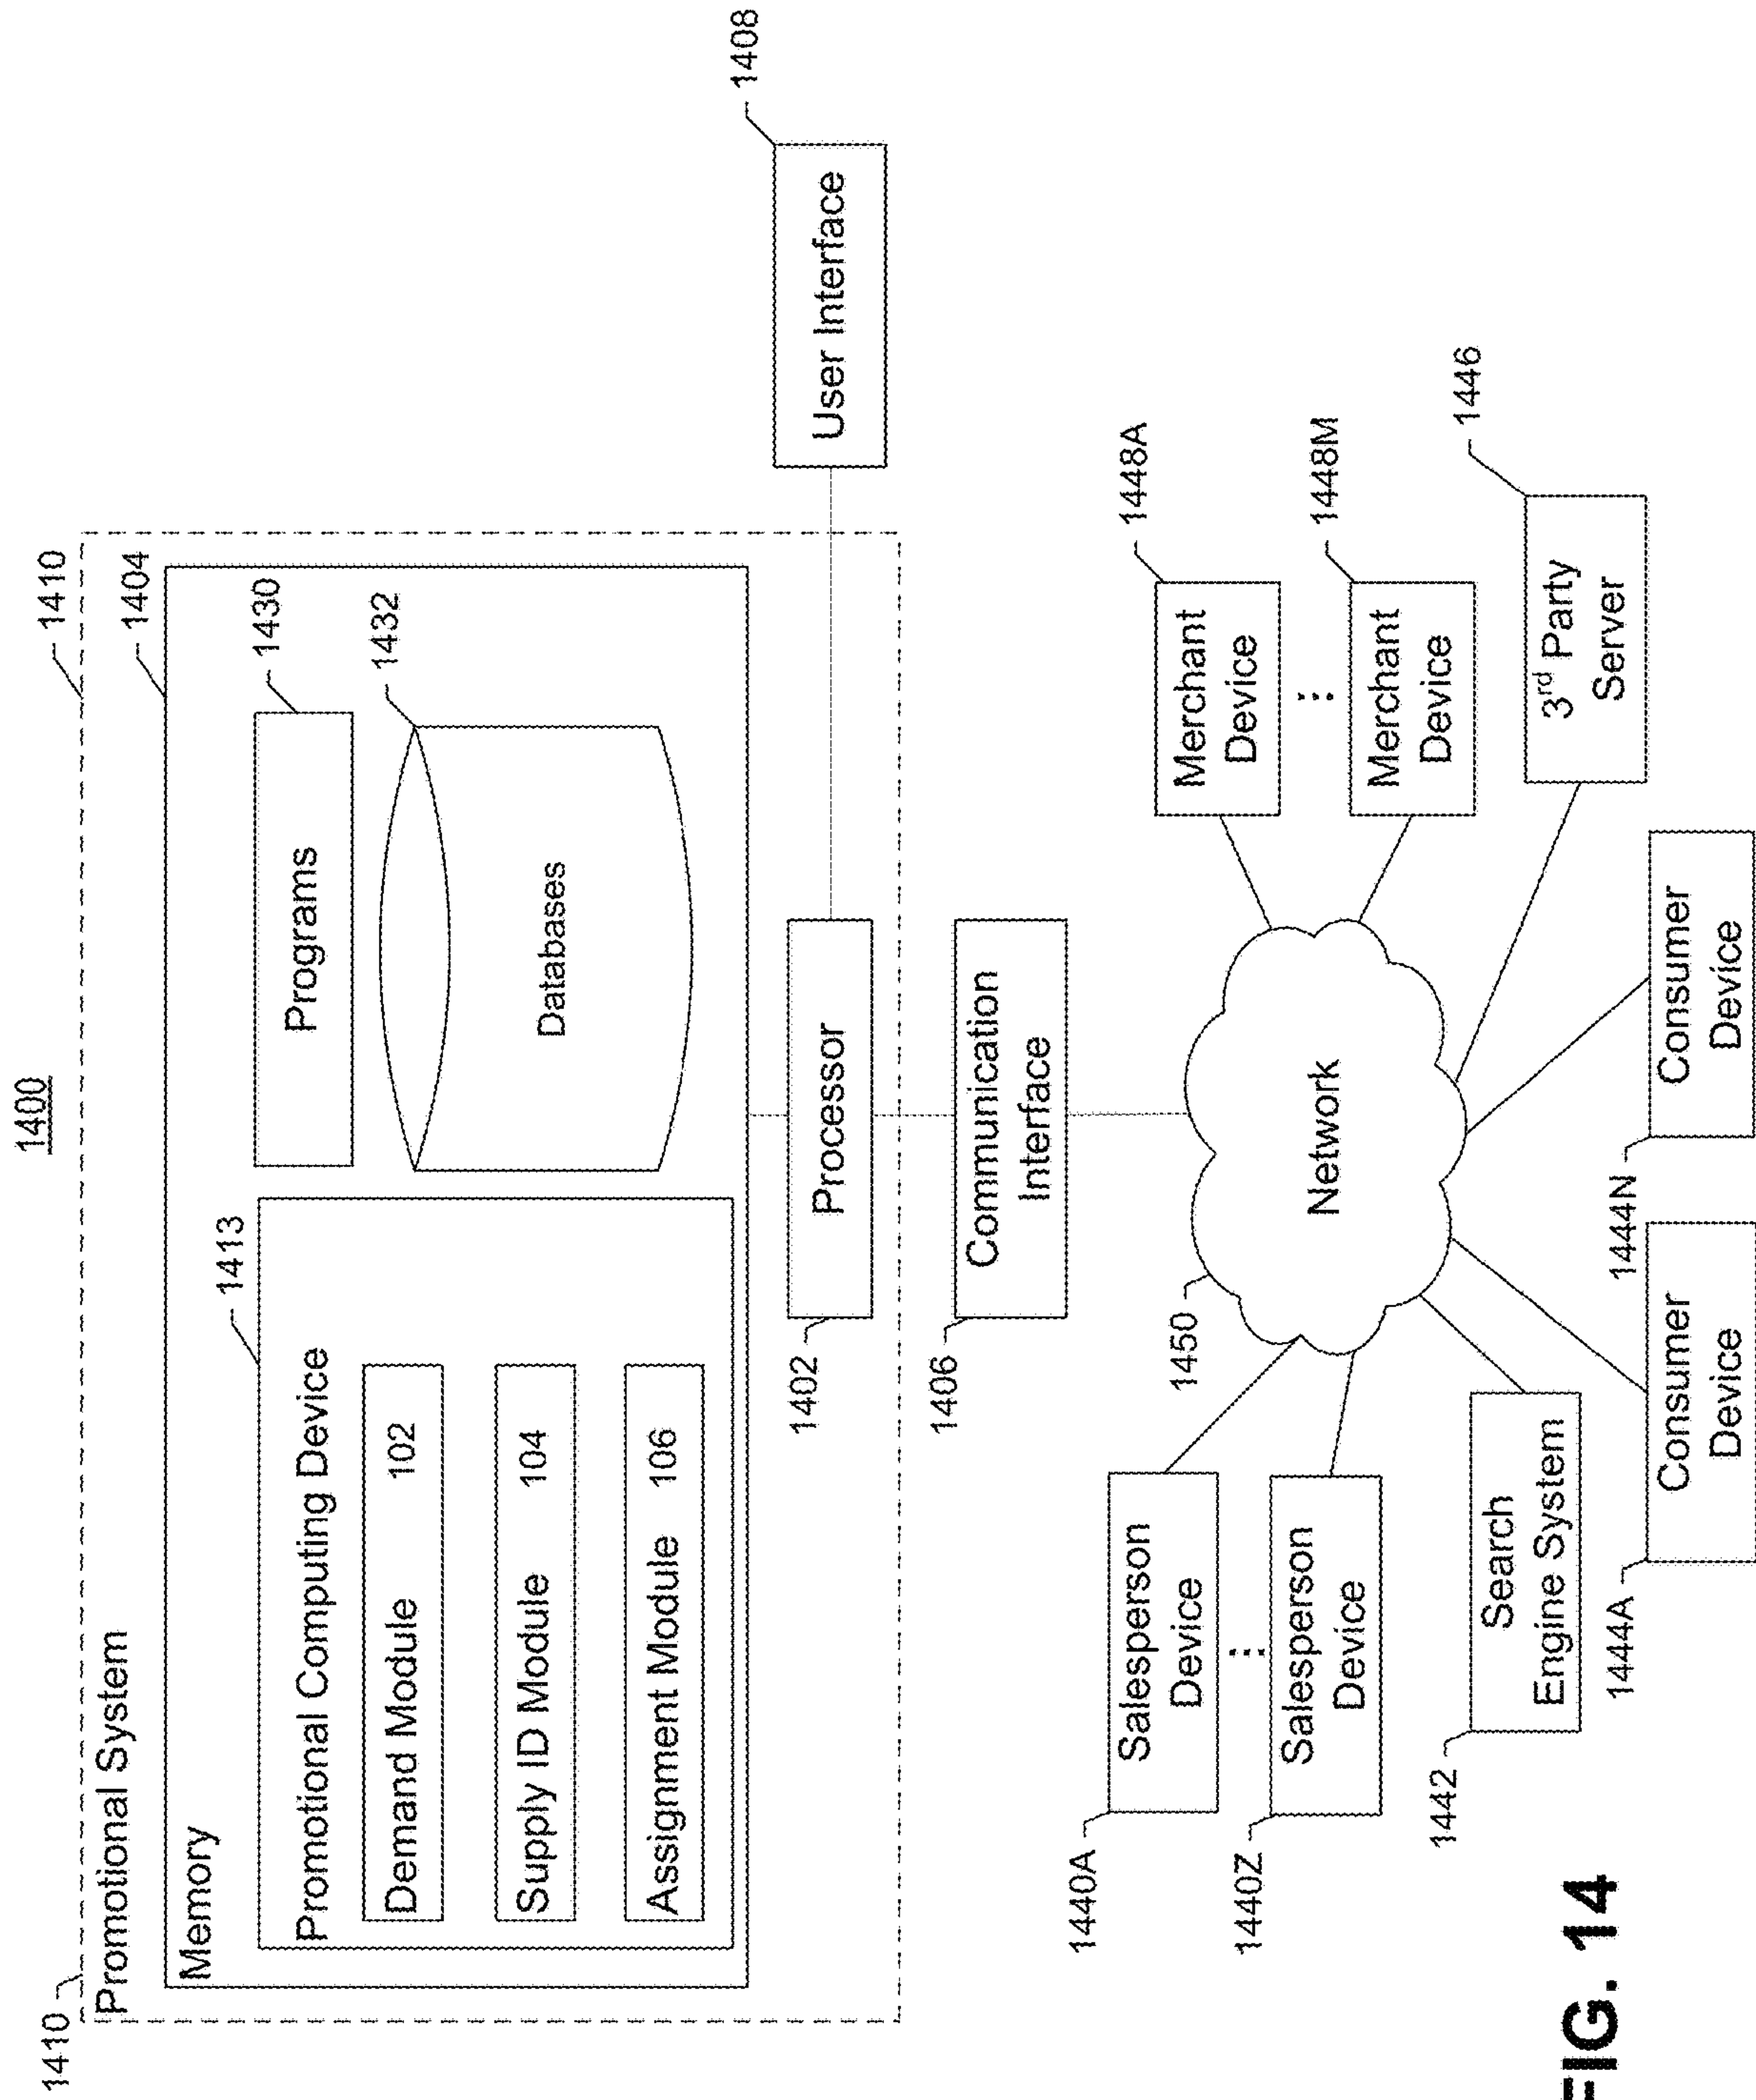 1400
1410
1410
Promotional System
1404
Memory
1413
Promotional Computing Device
Demand Module 102
Supply ID Module 104
Assignment Module 106
1430
Programs
1432
Databases
1402
Processor
1408
User Interface
1406
Communication
Interface
1450
Network
1440A
Salesperson
Device
1440Z
Salesperson
Device
1442
Search
Engine System
1444A
Consumer
Device
1444N
Consumer
Device
1448A
Merchant
Device
1448M
Merchant
Device
1446
3rd Party
Server
FIG. 14